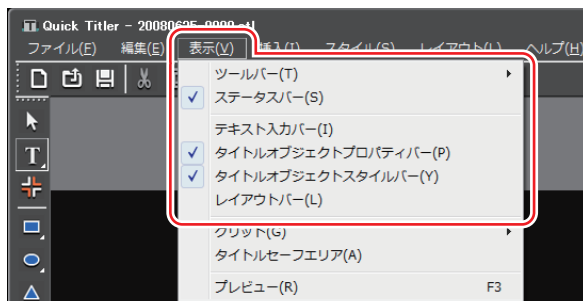 Quick Titler - 20080625-0000.etl
ファイル(F) 編集(E) 表示(V) 挿入(I) スタイル(S) レイアウト(L) ヘルプ(H)
ツールバー(T)
ステータスバー(S)
テキスト入力バー(I)
タイトルオブジェクトプロパティバー(P)
タイトルオブジェクトスタイルバー(Y)
レイアウトバー(L)
グリッド(G)
タイトルセーフエリア(A)
プレビュー(R) F3
T